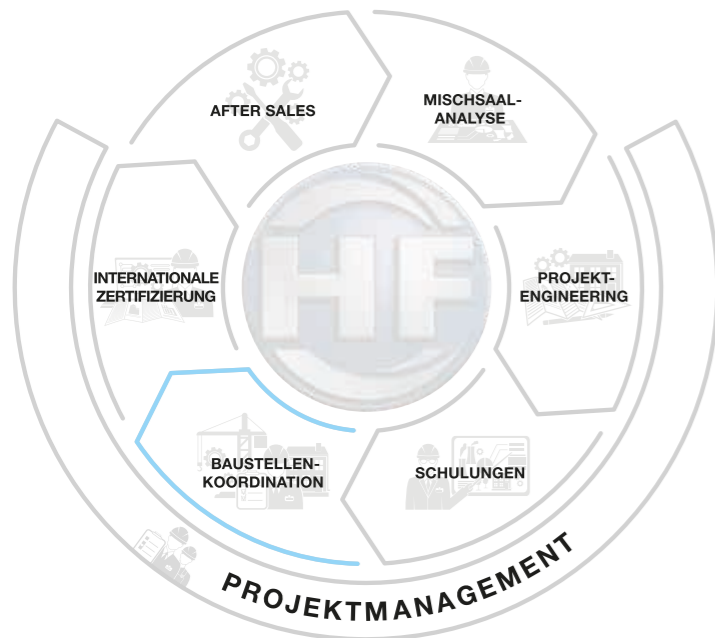 AFTER SALES
MISCHSAAL-
ANALYSE
INTERNATIONALE
ZERTIFIZIERUNG
HF
PROJEKT-
ENGINEERING
BAUSTELLEN-
KOORDINATION
SCHULUNGEN
PROJEKTMANAGEMENT